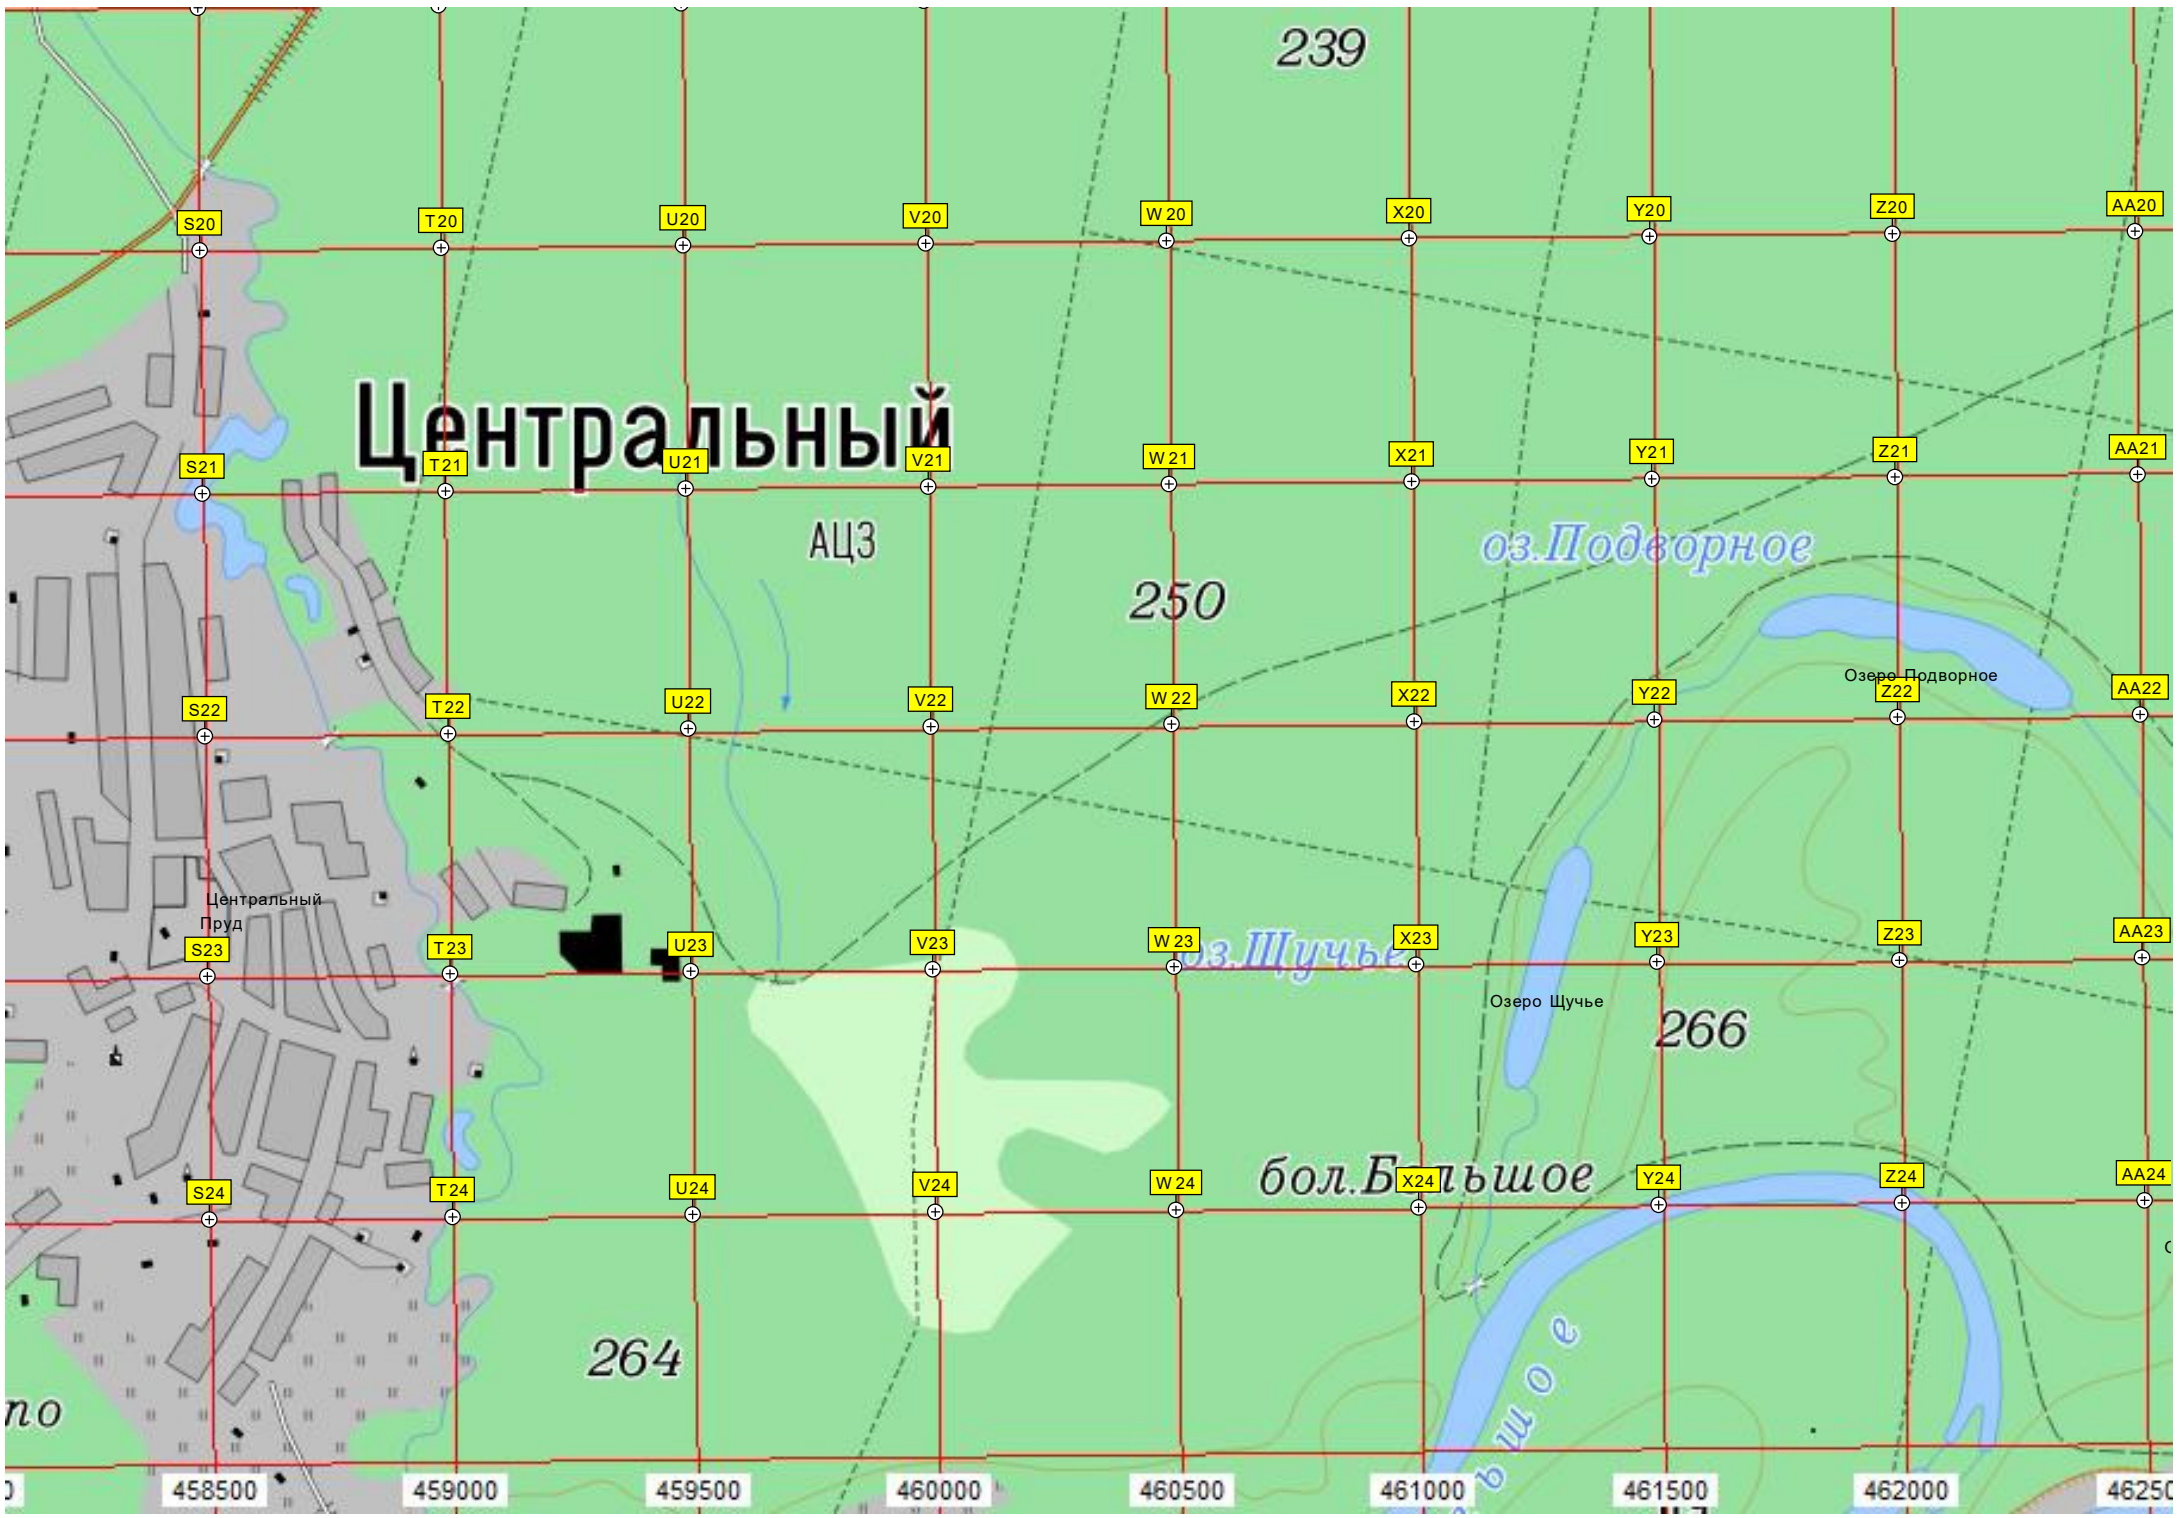 239
S20 T20 U20 V20 W20 X20 Y20 Z20 AA20
Центральный
S21 T21 U21 V21 W21 X21 Y21 Z21 AA21
АЦЗ
оз.Подворное
250
Озеро Подворное
S22 T22 U22 V22 W22 X22 Y22 Z22 AA22
Центральный
Пруд
S23 T23 U23 V23 W23 X23 Y23 Z23 AA23
оз.Щучье
Озеро Щучье
266
бол.Большое
S24 T24 U24 V24 W24 X24 Y24 Z24 AA24
264
ьшое
по
458500 459000 459500 460000 460500 461000 461500 462000 46250